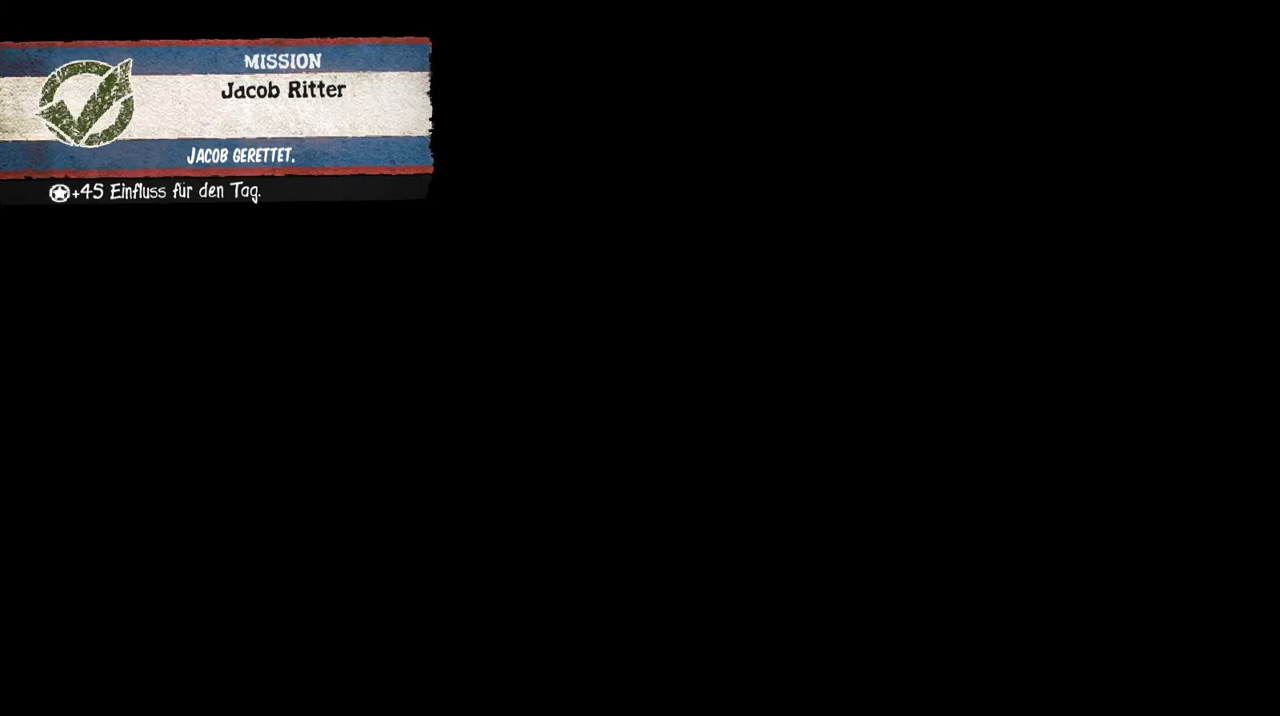 MISSION
Jacob Ritter
JACOB GERETTET.
+45 Einfluss für den Tag.